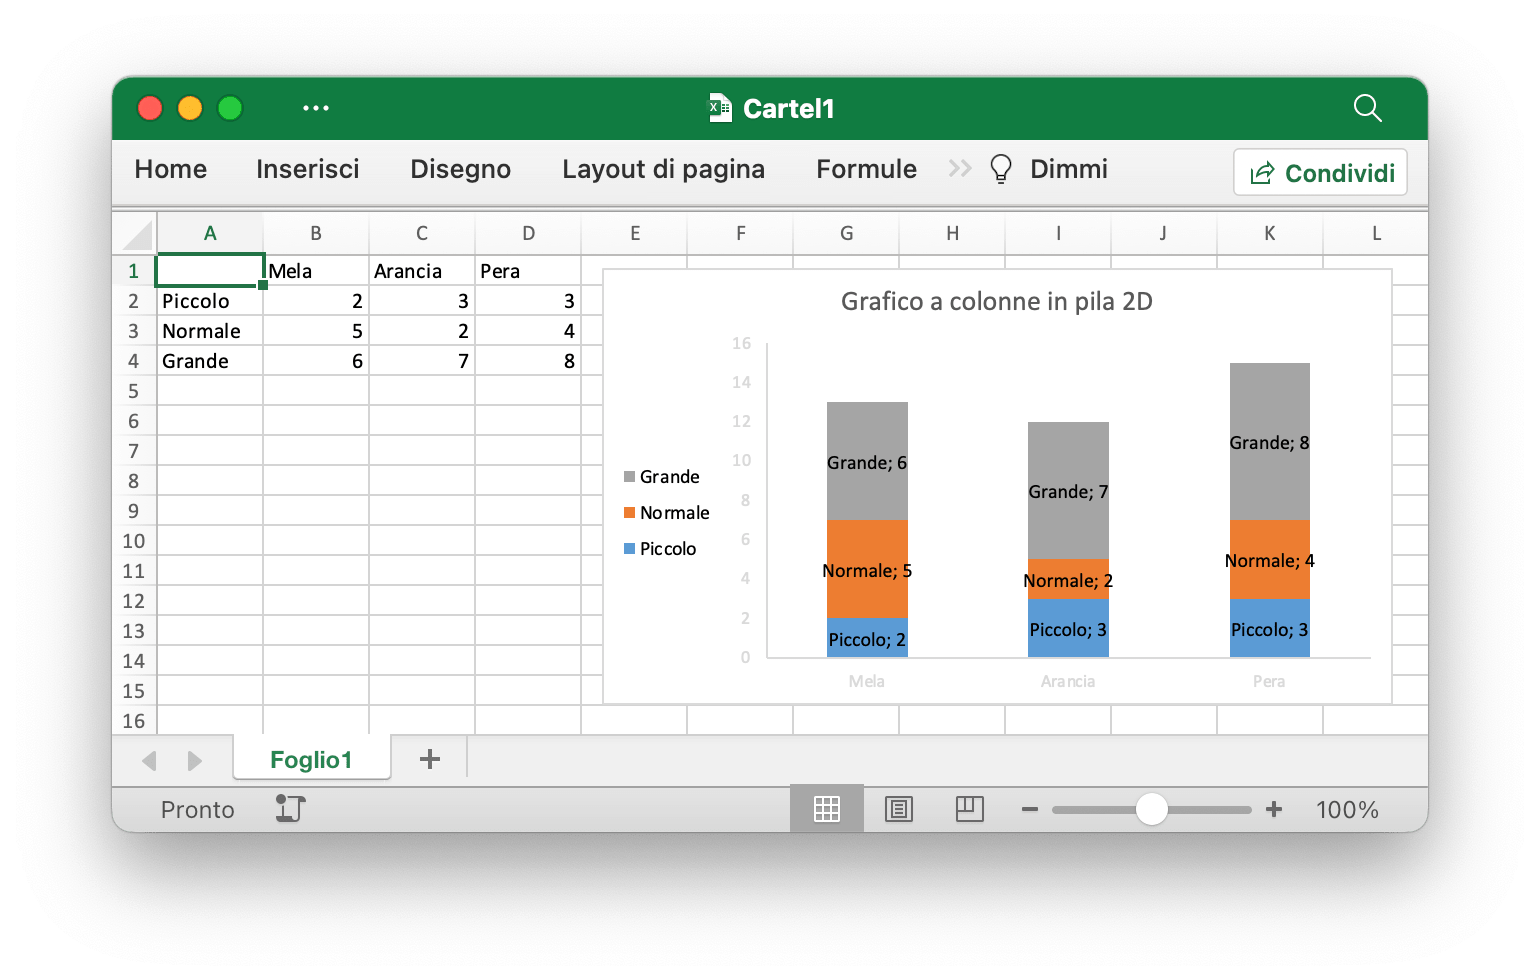 Cartel1
Home Inserisci Disegno Layout di pagina Formule Dimmi Condividi
A B C D E F G H I J K L
1 Mela Arancia Pera
2 Piccolo 2 3 3
3 Normale 5 2 4
4 Grande 6 7 8
5
6
7
8
9
10
11
12
13
14
15
16
Grafico a colonne in pila 2D
16
14
12
10
8
6
4
2
0
Grande
Normale
Piccolo
Grande; 6
Normale; 5
Piccolo; 2
Grande; 7
Normale; 2
Piccolo; 3
Grande; 8
Normale; 4
Piccolo; 3
Mela Arancia Pera
Foglio1
Pronto 100%